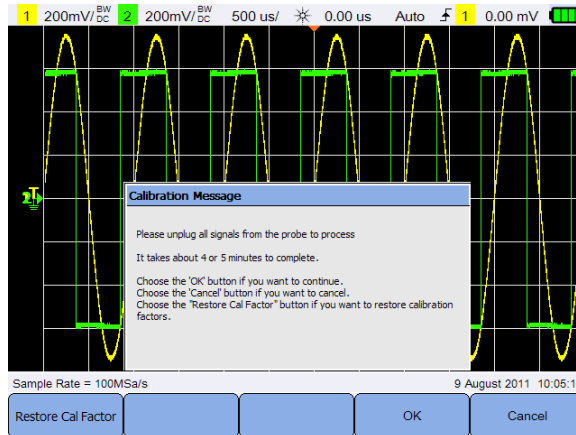 1 200mV/ BW DC 2 200mV/ BW DC 500 us/ 0.00 us Auto 1 0.00 mV
Calibration Message
Please unplug all signals from the probe to process
It takes about 4 or 5 minutes to complete.
Choose the 'OK' button if you want to continue.
Choose the 'Cancel' button if you want to cancel.
Choose the "Restore Cal Factor" button if you want to restore calibration
factors.
Sample Rate = 100MSa/s 9 August 2011 10:05:1
Restore Cal Factor OK Cancel